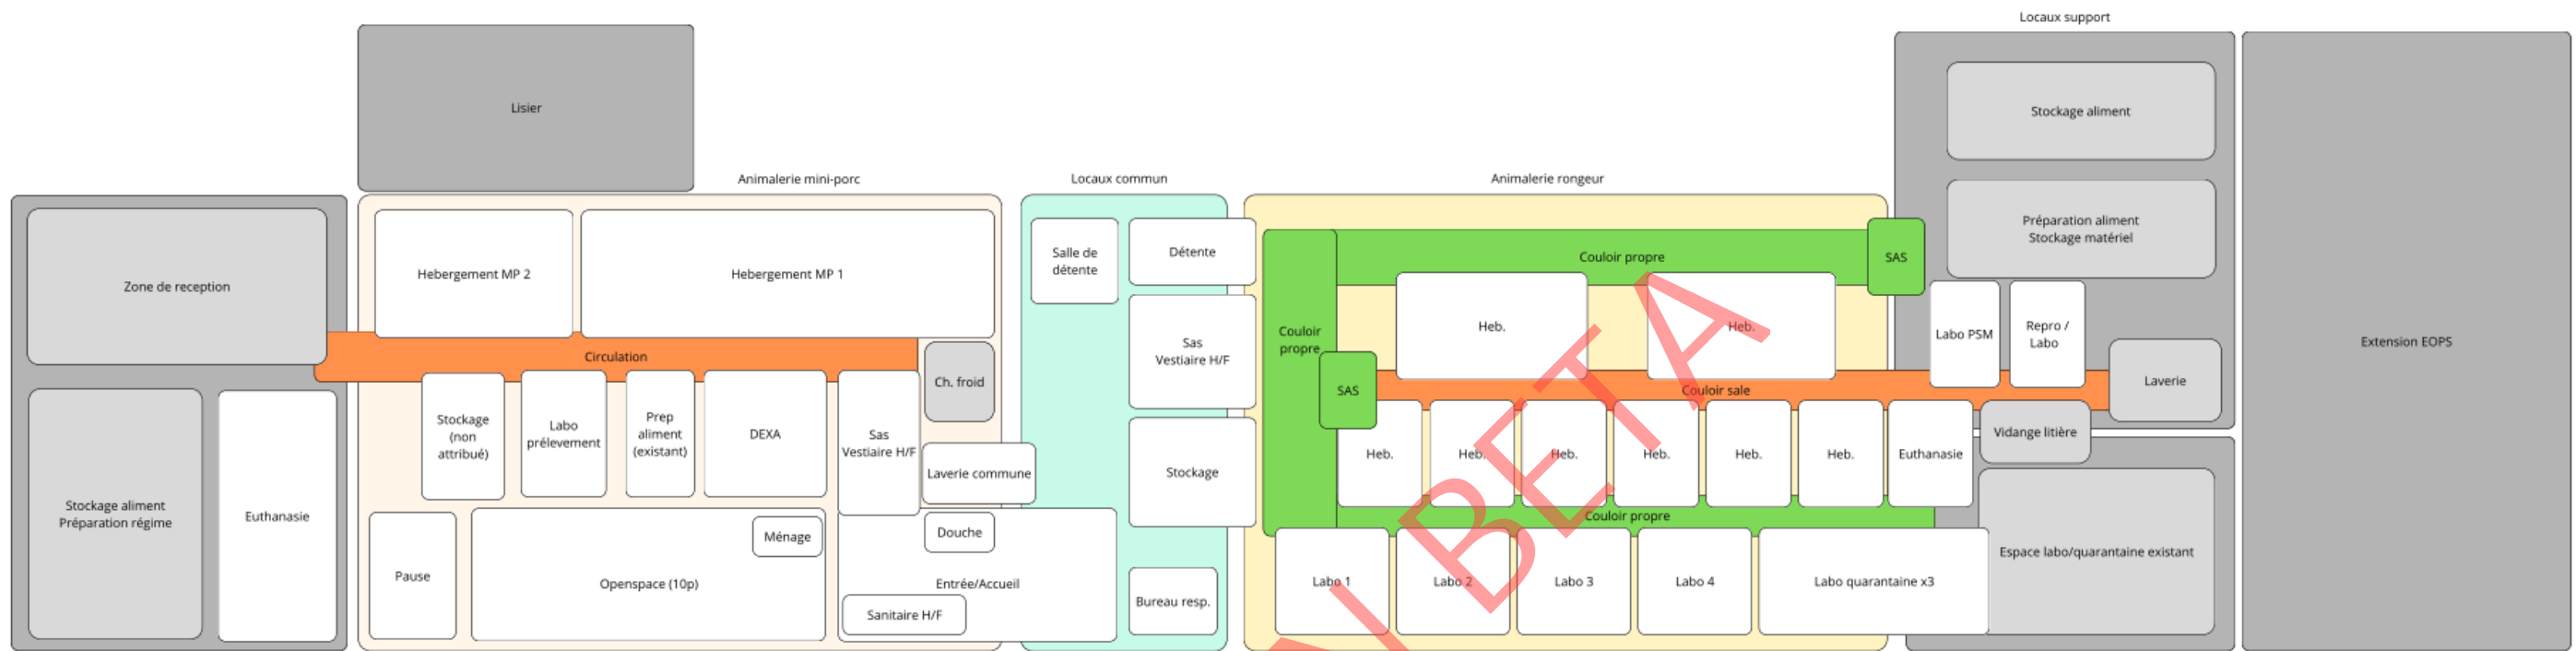 Locaux support
Lisier
Stockage aliment
Animalerie mini-porc
Locaux commun
Animalerie rongeur
Préparation aliment
Stockage matériel
Zone de reception
Hebergement MP 2
Hebergement MP 1
Salle de
détente
Détente
Couloir propre
SAS
Couloir
propre
Heb.
Heb.
Labo PSM
Repro /
Labo
Extension EOPS
Circulation
Ch. froid
Sas
Vestiaire H/F
SAS
Couloir sale
Laverie
Stockage
(non
attribué)
Labo
prélevement
Prep
aliment
(existant)
DEXA
Sas
Vestiaire H/F
Laverie commune
Stockage
Heb.
Heb.
Heb.
Heb.
Heb.
Heb.
Euthanasie
Vidange litière
Stockage aliment
Préparation régime
Euthanasie
Couloir propre
Ménage
Douche
Pause
Openspace (10p)
Entrée/Accueil
Sanitaire H/F
Bureau resp.
Labo 1
Labo 2
Labo 3
Labo 4
Labo quarantaine x3
Espace labo/quarantaine existant
BETA